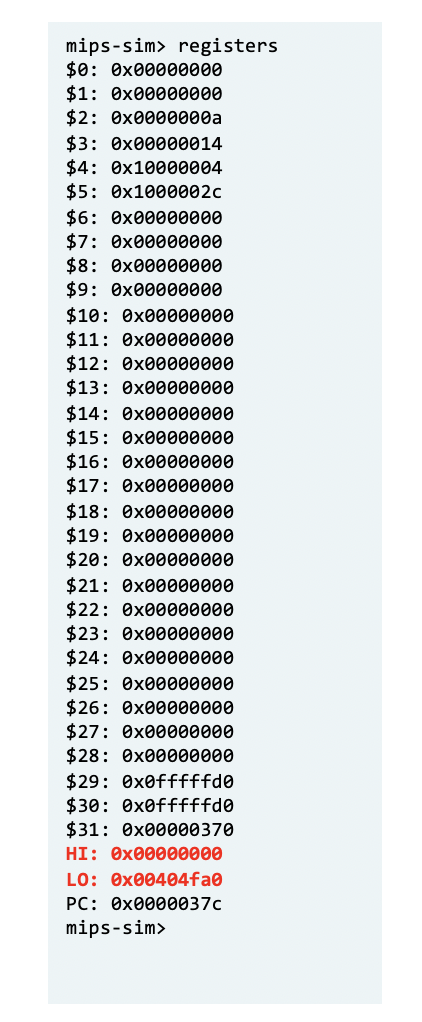 mips-sim> registers
$0: 0x00000000
$1: 0x00000000
$2: 0x0000000a
$3: 0x00000014
$4: 0x10000004
$5: 0x1000002c
$6: 0x00000000
$7: 0x00000000
$8: 0x00000000
$9: 0x00000000
$10: 0x00000000
$11: 0x00000000
$12: 0x00000000
$13: 0x00000000
$14: 0x00000000
$15: 0x00000000
$16: 0x00000000
$17: 0x00000000
$18: 0x00000000
$19: 0x00000000
$20: 0x00000000
$21: 0x00000000
$22: 0x00000000
$23: 0x00000000
$24: 0x00000000
$25: 0x00000000
$26: 0x00000000
$27: 0x00000000
$28: 0x00000000
$29: 0x0fffffd0
$30: 0x0fffffd0
$31: 0x00000370
HI: 0x00000000
LO: 0x00404fa0
PC: 0x0000037c
mips-sim>